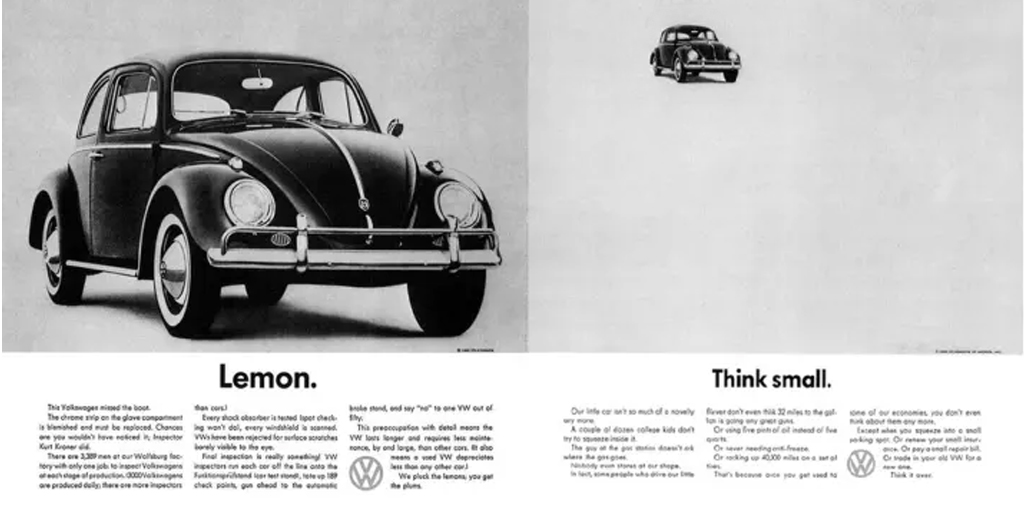 Lemon.
This Volkswagen missed the boat.
The chrome strip on the glove compartment
is blemished and must be replaced. Chances
are you wouldn't have noticed it; Inspector
Kurt Kroner did.
There are 3,389 men at our Wolfsburg fac-
tory with only one job: to inspect Volkswagens
at each stage of production. (3000 Volkswagens
are produced daily; there are more inspectors
than cars.)
Every shock absorber is tested (spot check-
ing won't do), every windshield is scanned.
VWs have been rejected for surface scratches
barely visible to the eye.
Final inspection is really something! VW
inspectors run each car off the line onto the
Funktionsprüfstand (car test stand), tote up 189
check points, gun ahead to the automatic
brake stand, and say "no" to one VW out of
fifty.
This preoccupation with detail means the
VW lasts longer and requires less mainte-
nance, by and large, than other cars. (It also
means a used VW depreciates
less than any other car.)
We pluck the lemons; you get
the plums.
Think small.
Our little car isn't so much of a novelty
any more.
A couple of dozen college kids don't
try to squeeze inside it.
The guy at the gas station doesn't ask
where the gas goes.
Nobody even stares at our shape.
In fact, some people who drive our little
flivver don't even think 32 miles to the gal-
lon is going any great guns.
Or using five pints of oil instead of five
quarts.
Or never needing anti-freeze.
Or racking up 40,000 miles on a set of
tires.
That's because once you get used to
some of our economies, you don't even
think about them any more.
Except when you squeeze into a small
parking spot. Or renew your small insur-
ance. Or pay a small repair bill.
Or trade in your old VW for a
new one.
Think it over.